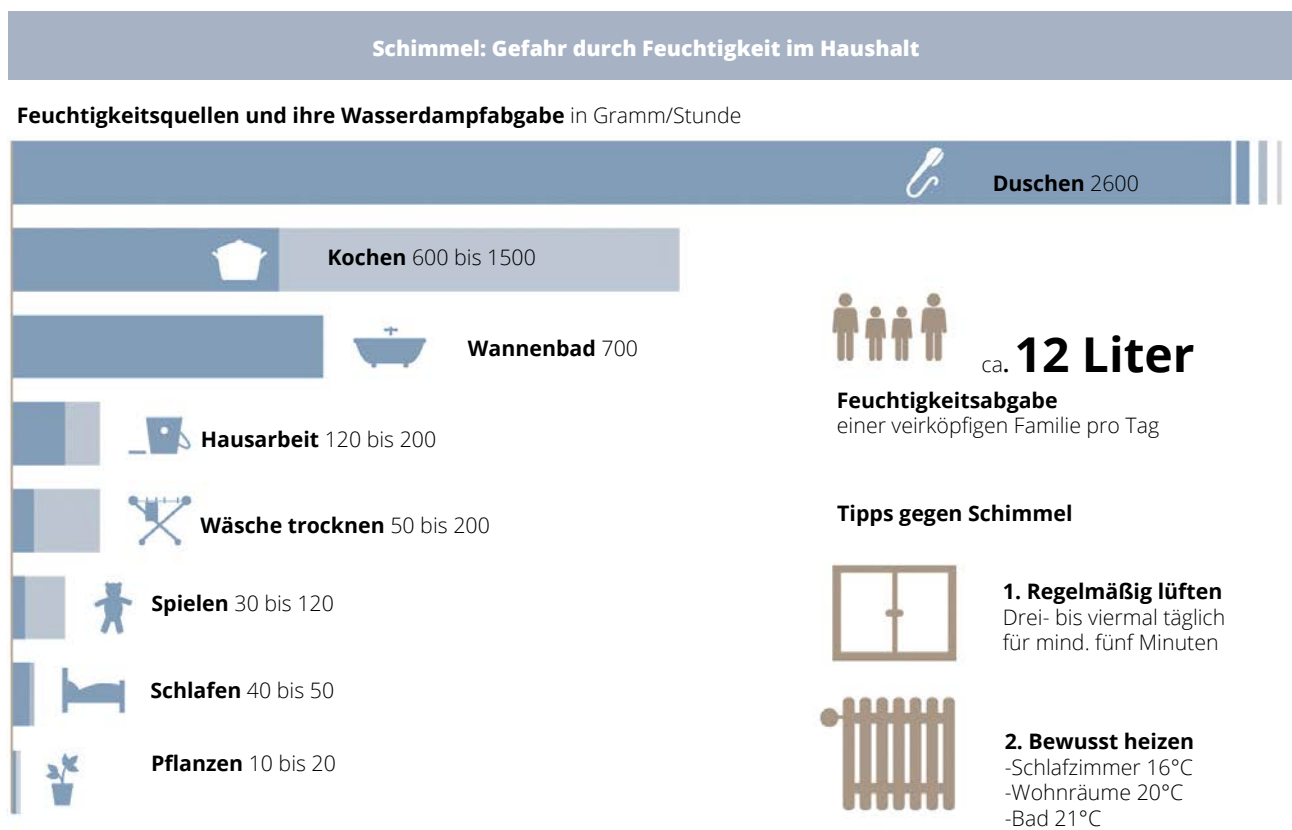 Schimmel: Gefahr durch Feuchtigkeit im Haushalt
Feuchtigkeitsquellen und ihre Wasserdampfabgabe in Gramm/Stunde
Duschen 2600
Kochen 600 bis 1500
Wannenbad 700
Hausarbeit 120 bis 200
Wäsche trocknen 50 bis 200
Spielen 30 bis 120
Schlafen 40 bis 50
Pflanzen 10 bis 20
ca. 12 Liter
Feuchtigkeitsabgabe
einer veirköpfigen Familie pro Tag
Tipps gegen Schimmel
1. Regelmäßig lüften
Drei- bis viermal täglich
für mind. fünf Minuten
2. Bewusst heizen
-Schlafzimmer 16°C
-Wohnräume 20°C
-Bad 21°C